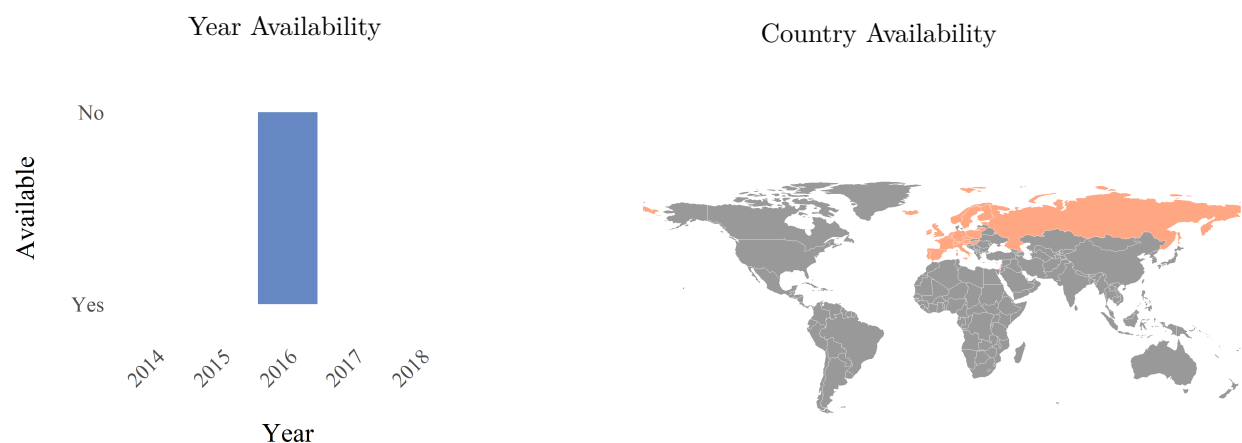 Year Availability
No
Available
Yes
2014
2015
2016
2017
2018
Year
Country Availability